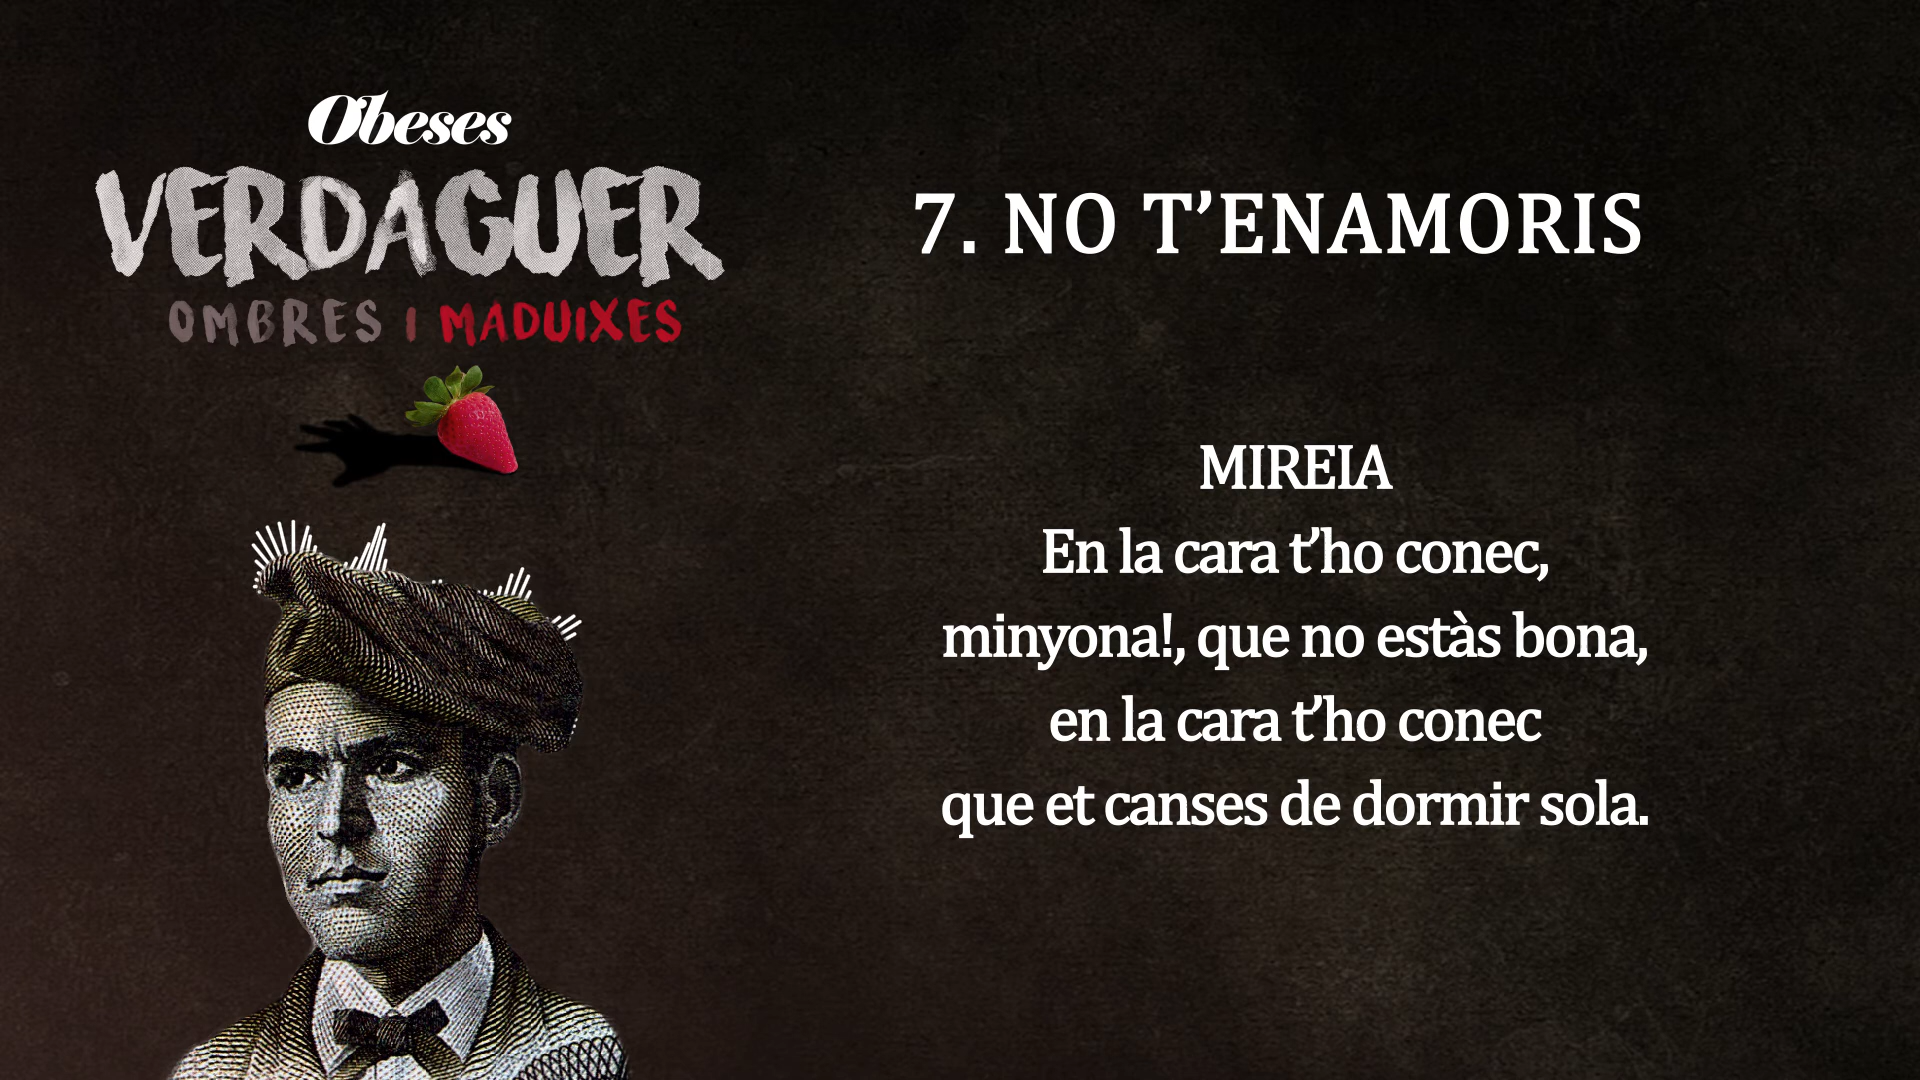 Obeses
VERDAGUER
OMBRES I MADUIXES
7. NO T’ENAMORIS
MIREIA
En la cara t’ho conec,
minyona!, que no estàs bona,
en la cara t’ho conec
que et canses de dormir sola.